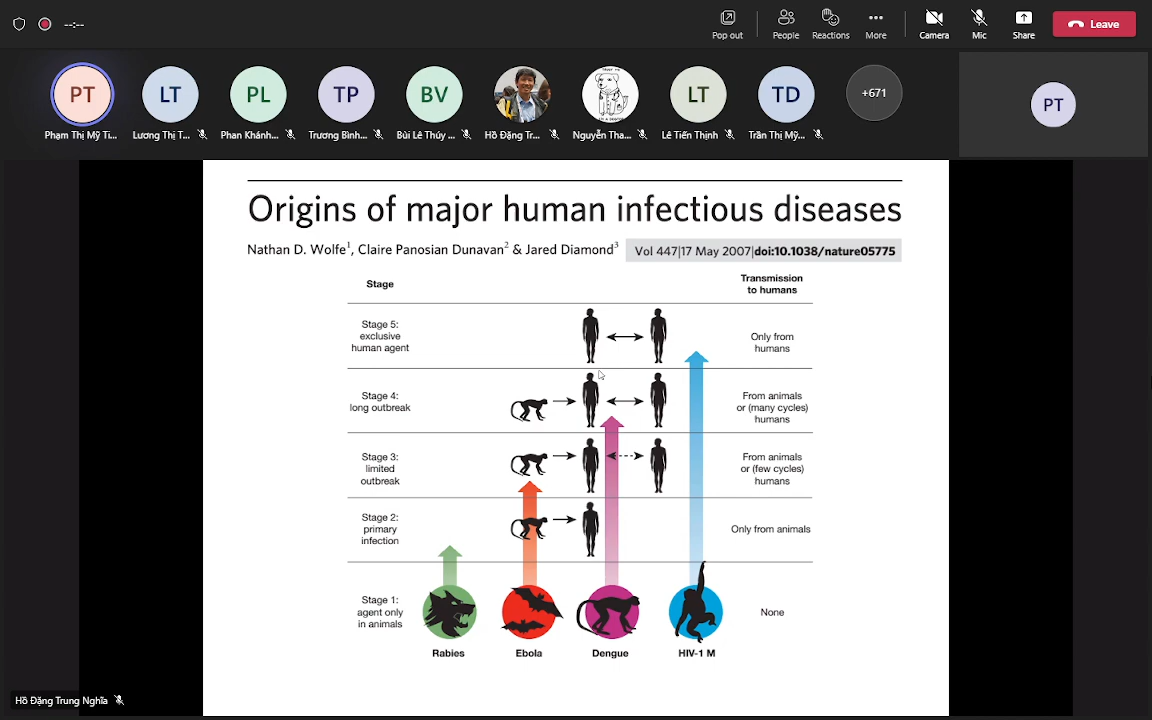 --:--
Pop out
People
Reactions
More
Camera
Mic
Share
Leave
PT
LT
PL
TP
BV
LT
TD
+671
PT
Phạm Thị Mỹ Ti...
Lương Thị T...
Phan Khánh...
Trương Bình...
Bùi Lê Thúy ...
Hồ Đặng Tr...
Nguyễn Tha...
Lê Tiến Thịnh
Trần Thị Mỹ...
Origins of major human infectious diseases
Nathan D. Wolfe¹, Claire Panosian Dunavan² & Jared Diamond³
Vol 447|17 May 2007|doi:10.1038/nature05775
Stage
Transmission
to humans
Stage 5:
exclusive
human agent
Only from
humans
Stage 4:
long outbreak
From animals
or (many cycles)
humans
Stage 3:
limited
outbreak
From animals
or (few cycles)
humans
Stage 2:
primary
infection
Only from animals
Stage 1:
agent only
in animals
None
Rabies
Ebola
Dengue
HIV-1 M
Hồ Đặng Trung Nghĩa